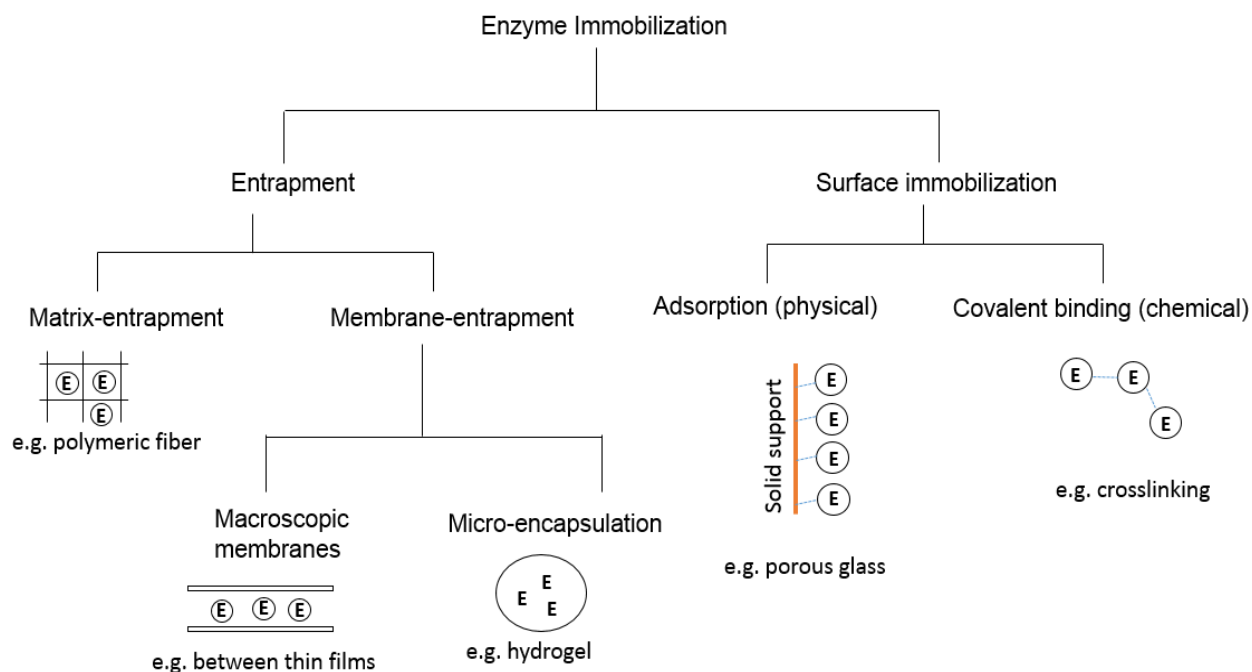 Enzyme Immobilization
Entrapment
Surface immobilization
Matrix-entrapment
Membrane-entrapment
Adsorption (physical)
Covalent binding (chemical)
E
E
E
e.g. polymeric fiber
Solid support
E
E
E
E
e.g. porous glass
E
E
E
e.g. crosslinking
Macroscopic
membranes
E E E
e.g. between thin films
Micro-encapsulation
E
E
E
e.g. hydrogel